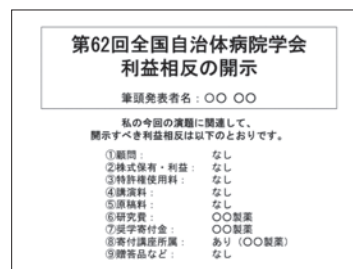 第62回全国自治体病院学会
利益相反の開示
筆頭発表者名：〇〇 〇〇
私の今回の演題に関連して、
開示すべき利益相反は以下のとおりです。
①顧問： なし
②株式保有・利益： なし
③特許権使用料： なし
④講演料： なし
⑤原稿料： なし
⑥研究費： 〇〇製薬
⑦奨学寄付金： 〇〇製薬
⑧寄付講座所属： あり（〇〇製薬）
⑨贈答品など： なし